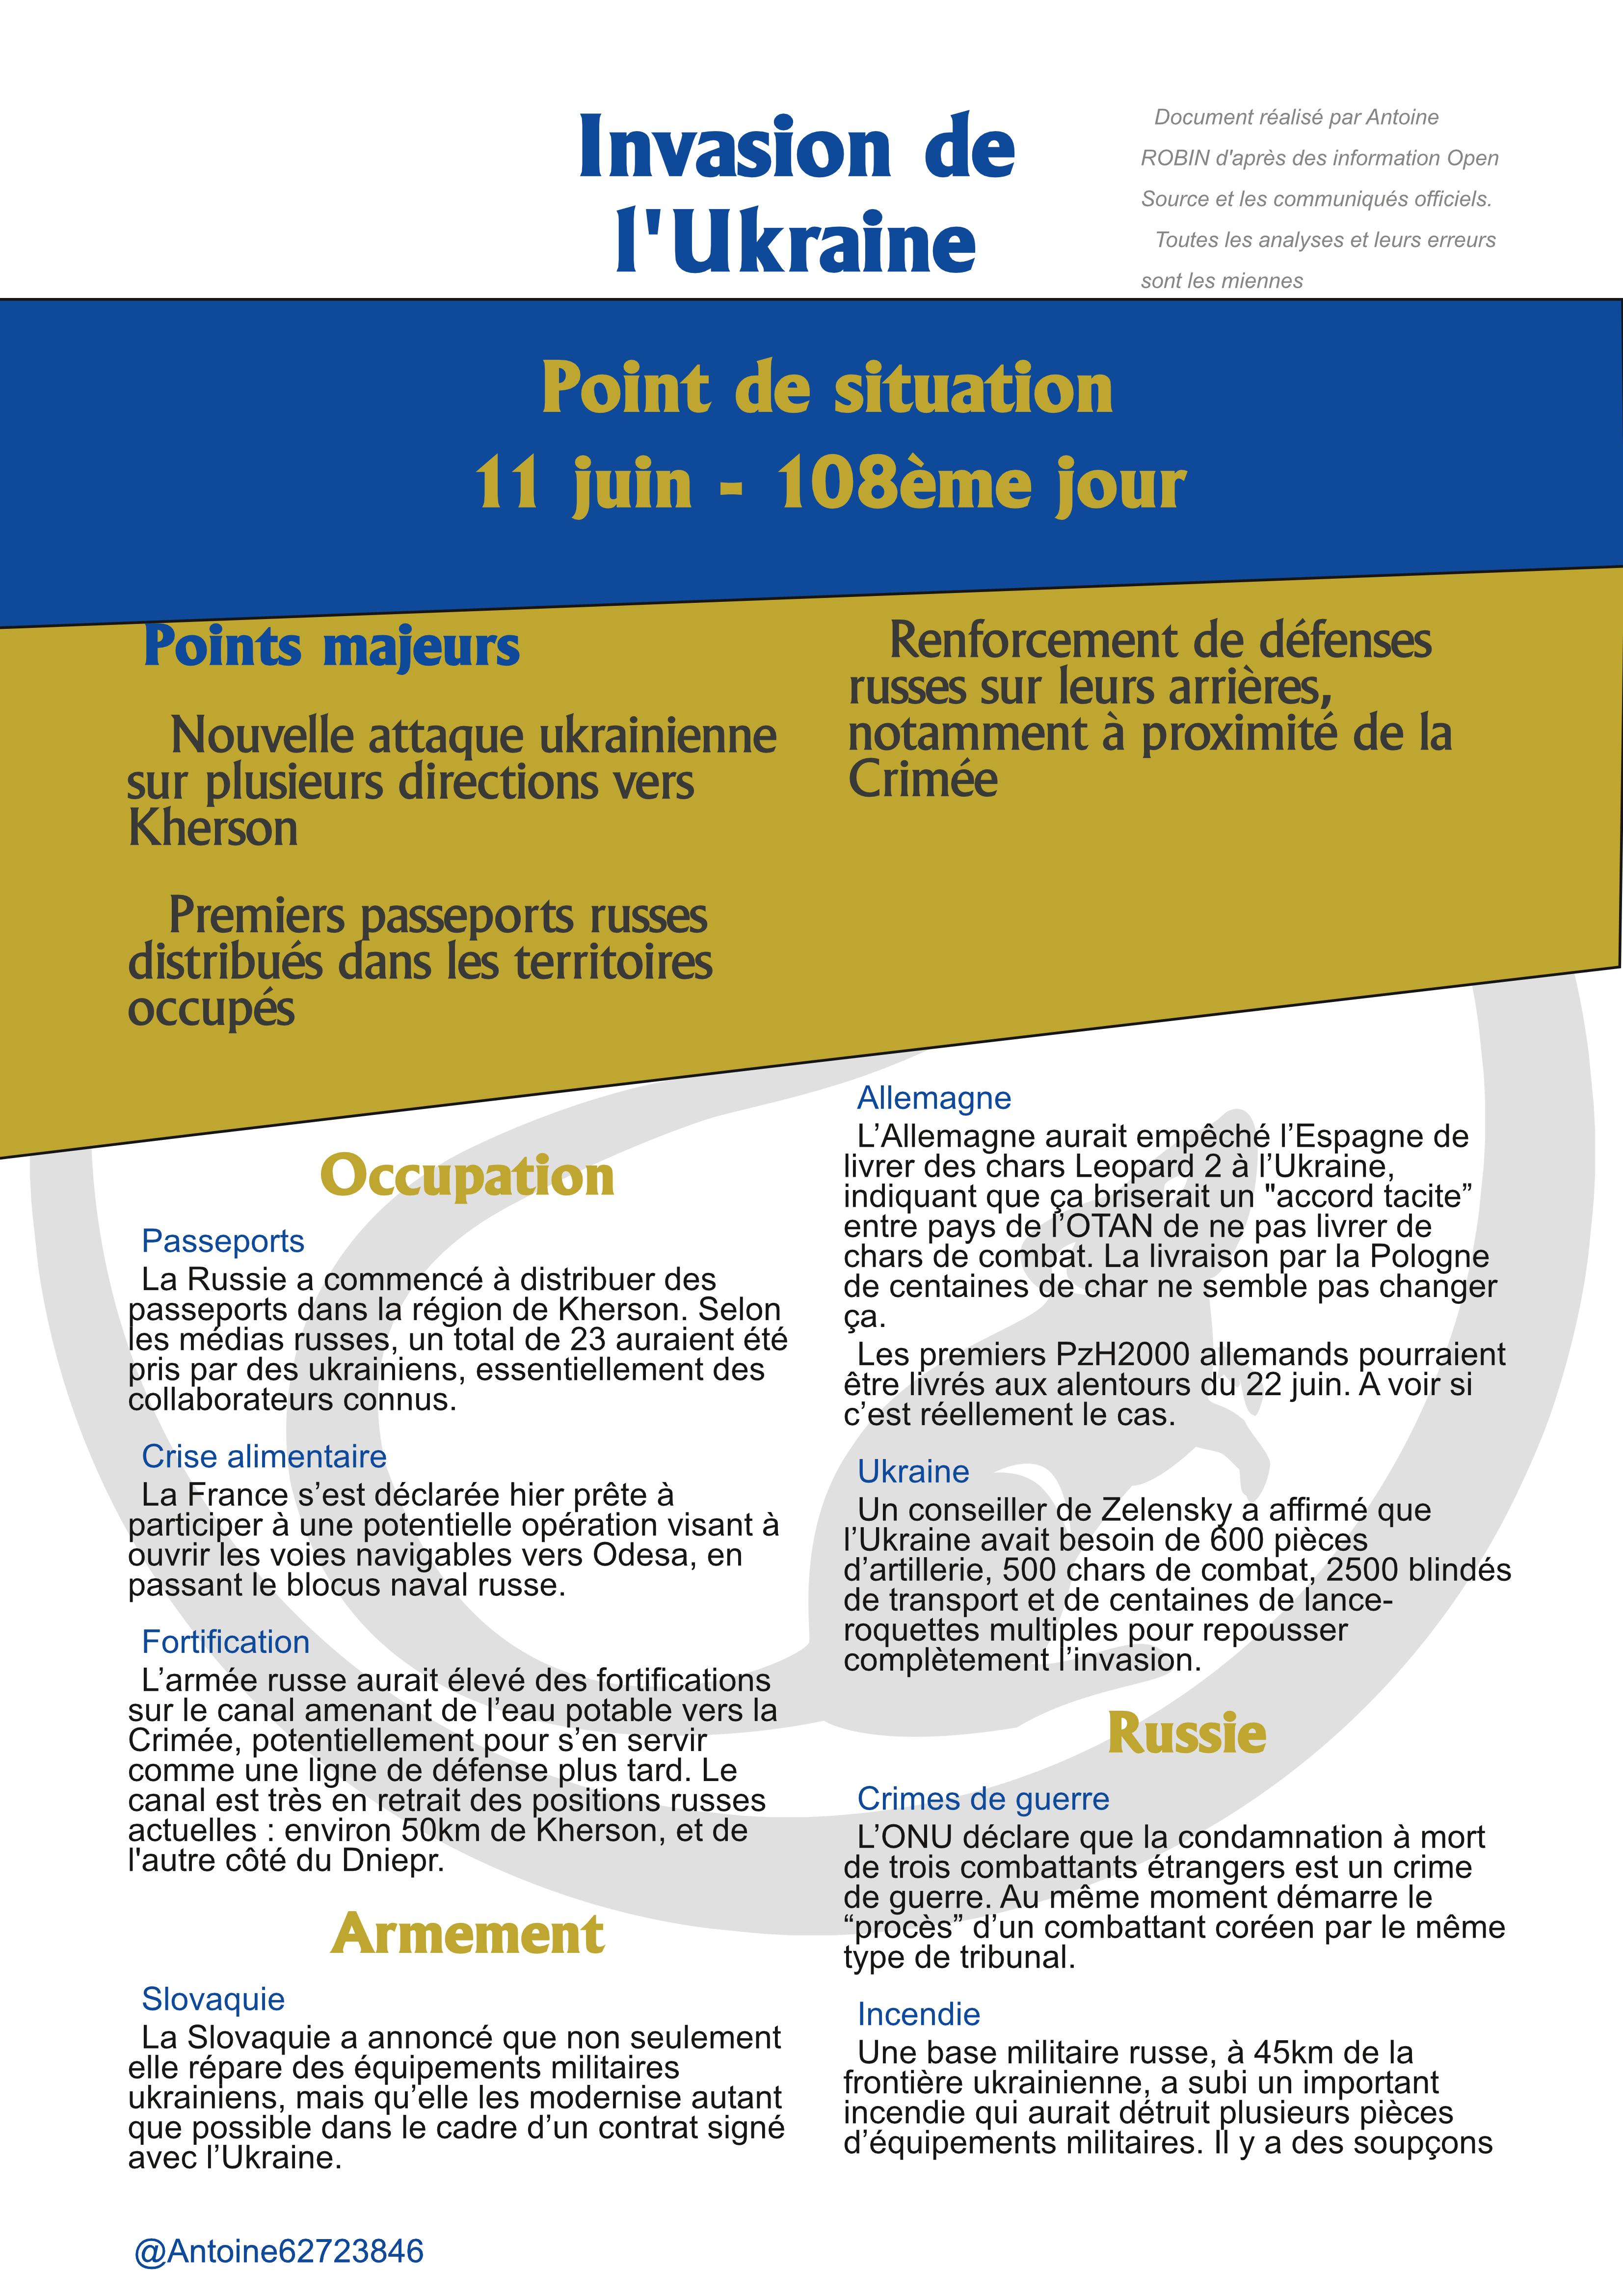 Invasion de
l'Ukraine
Document réalisé par Antoine
ROBIN d'après des information Open
Source et les communiqués officiels.
Toutes les analyses et leurs erreurs
sont les miennes
Point de situation
11 juin - 108ème jour
Points majeurs
Nouvelle attaque ukrainienne
sur plusieurs directions vers
Kherson
Premiers passeports russes
distribués dans les territoires
occupés
Renforcement de défenses
russes sur leurs arrières,
notamment à proximité de la
Crimée
Occupation
Passeports
La Russie a commencé à distribuer des
passeports dans la région de Kherson. Selon
les médias russes, un total de 23 auraient été
pris par des ukrainiens, essentiellement des
collaborateurs connus.
Crise alimentaire
La France s’est déclarée hier prête à
participer à une potentielle opération visant à
ouvrir les voies navigables vers Odesa, en
passant le blocus naval russe.
Fortification
L’armée russe aurait élevé des fortifications
sur le canal amenant de l’eau potable vers la
Crimée, potentiellement pour s’en servir
comme une ligne de défense plus tard. Le
canal est très en retrait des positions russes
actuelles : environ 50km de Kherson, et de
l'autre côté du Dniepr.
Armement
Slovaquie
La Slovaquie a annoncé que non seulement
elle répare des équipements militaires
ukrainiens, mais qu’elle les modernise autant
que possible dans le cadre d’un contrat signé
avec l’Ukraine.
Allemagne
L’Allemagne aurait empêché l’Espagne de
livrer des chars Leopard 2 à l’Ukraine,
indiquant que ça briserait un "accord tacite”
entre pays de l’OTAN de ne pas livrer de
chars de combat. La livraison par la Pologne
de centaines de char ne semble pas changer
ça.
Les premiers PzH2000 allemands pourraient
être livrés aux alentours du 22 juin. A voir si
c’est réellement le cas.
Ukraine
Un conseiller de Zelensky a affirmé que
l’Ukraine avait besoin de 600 pièces
d’artillerie, 500 chars de combat, 2500 blindés
de transport et de centaines de lance-
roquettes multiples pour repousser
complètement l’invasion.
Russie
Crimes de guerre
L’ONU déclare que la condamnation à mort
de trois combattants étrangers est un crime
de guerre. Au même moment démarre le
“procès” d’un combattant coréen par le même
type de tribunal.
Incendie
Une base militaire russe, à 45km de la
frontière ukrainienne, a subi un important
incendie qui aurait détruit plusieurs pièces
d’équipements militaires. Il y a des soupçons
@Antoine62723846